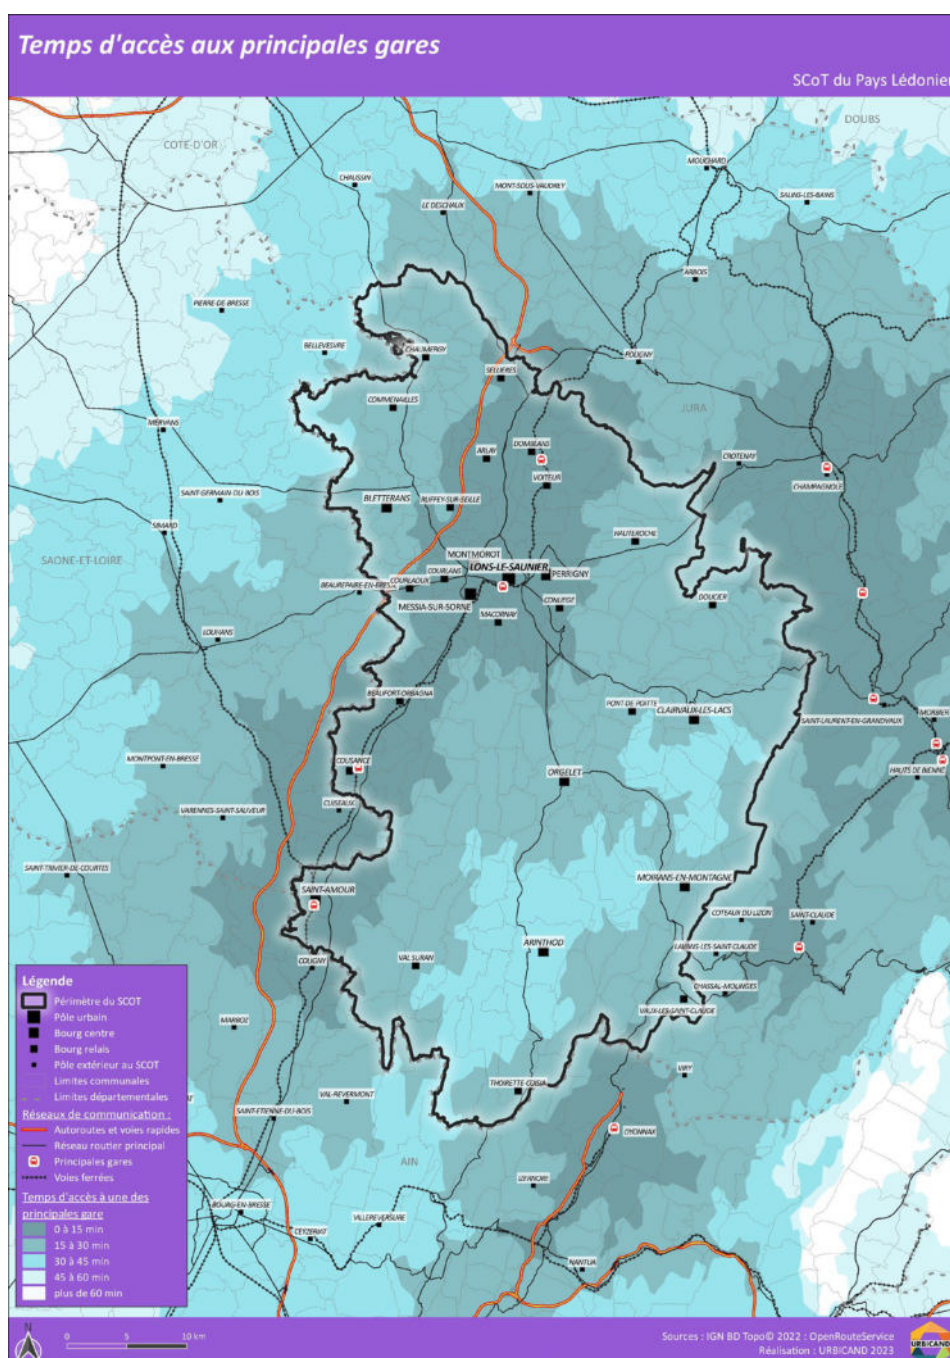 Temps d'accès aux principales gares
SCoT du Pays Lédonien
DOUBS
COTE-D'OR
MOUCHARD
CHAUSSIN
MONT-SOUS-VAUDREY
SALINS-LES-BAINS
LE DESCHAUX
ARBOIS
PIERRE-DE-BRESSE
BELLEVESVRE
CHAUMERGY
POLIGNY
SELLIERES
COMMENAILLES
JURA
MERVANS
DOMBLANS
ARLAY
CROTENAY
VOITEUR
CHAMPAGNOLE
SAINT-GERMAIN-DU-BOIS
BLETTERANS
RUFFEY-SUR-SEILLE
SIMARD
HAUTEROCHE
MONTMOROT
SAONE-ET-LOIRE
LONS-LE-SAUNIER
COURLANS
PERRIGNY
BEAUREPAIRE-EN-BRESSE
COURLAOUX
DOUCIER
MESSIA-SUR-SORNE
CONLIEGE
MACORNAY
LOUHANS
BEAUFORT-ORBAGNA
PONT-DE-POITTE
CLAIRVAUX-LES-LACS
SAINT-LAURENT-EN-GRANDVAUX
MORBIER
MONTPONT-EN-BRESSE
COUSANCE
ORGELET
HAUTS DE BIENNE
CUISEAUX
VARENNES-SAINT-SAUVEUR
SAINT-TRIVIER-DE-COURTES
SAINT-AMOUR
MOIRANS-EN-MONTAGNE
COTEAUX DU LIZON
SAINT-CLAUDE
ARINTHOD
LAVANS-LES-SAINT-CLAUDE
COLIGNY
VAL SURAN
CHASSAL-MOLINGES
VAUX-LES-SAINT-CLAUDE
MARBOZ
VIRY
THOIRETTE-COISIA
VAL-REVERMONT
SAINT-ETIENNE-DU-BOIS
OYONNAX
AIN
IZERNORE
BOURG-EN-BRESSE
VILLEREVERSURE
CEYZERIAT
NANTUA
Légende
Périmètre du SCOT
Pôle urbain
Bourg centre
Bourg relais
Pôle extérieur au SCOT
Limites communales
Limites départementales
Réseaux de communication :
Autoroutes et voies rapides
Réseau routier principal
Principales gares
Voies ferrées
Temps d'accès à une des
principales gare
0 à 15 min
15 à 30 min
30 à 45 min
45 à 60 min
plus de 60 min
N
0 5 10 km
Sources : IGN BD Topo© 2022 : OpenRouteService
Réalisation : URBICAND 2023
URBICAND